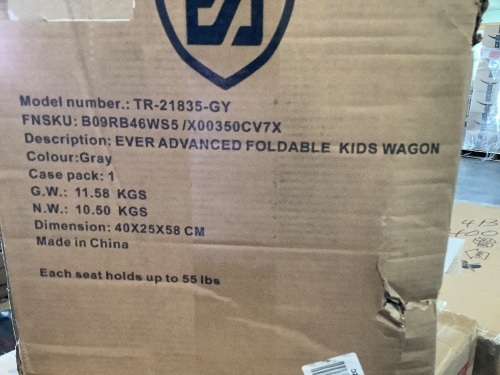 Model number.: TR-21835-GY
FNSKU: B09RB46WS5 /X00350CV7X
Description: EVER ADVANCED FOLDABLE KIDS WAGON
Colour:Gray
Case pack: 1
G.W.: 11.58 KGS
N.W.: 10.50 KGS
Dimension: 40X25X58 CM
Made in China
Each seat holds up to 55 lbs